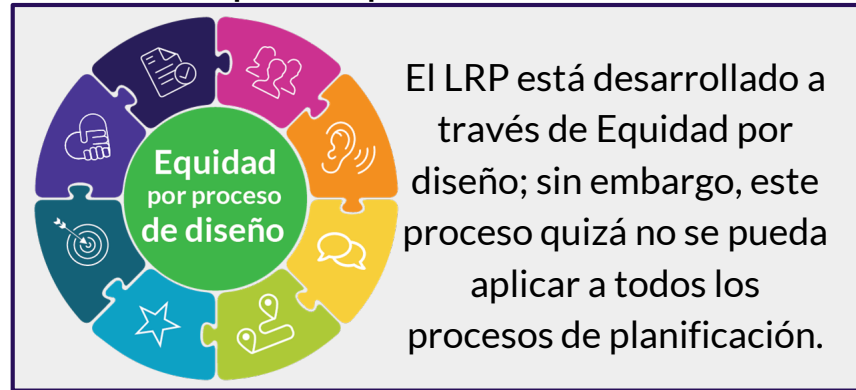 Equidad
por proceso
de diseño
El LRP está desarrollado a
través de Equidad por
diseño; sin embargo, este
proceso quizá no se pueda
aplicar a todos los
procesos de planificación.